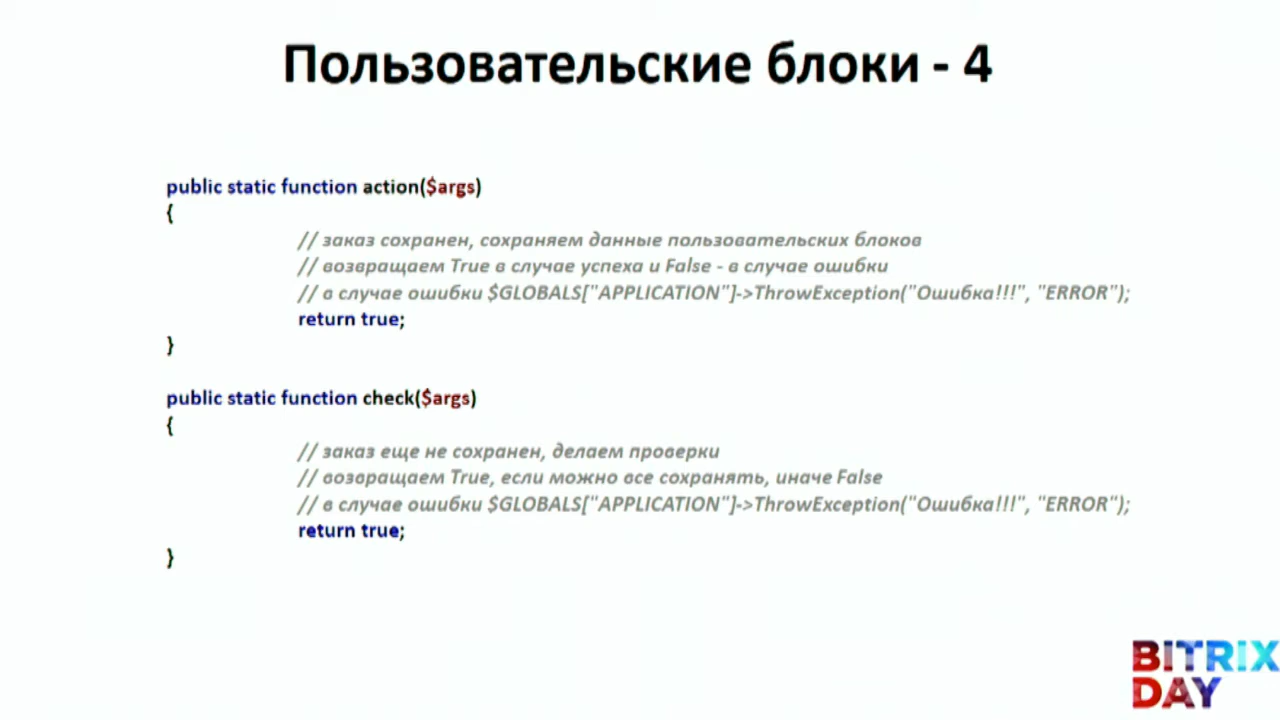 Пользовательские блоки - 4
public static function action($args)
{
// заказ сохранен, сохраняем данные пользовательских блоков
// возвращаем True в случае успеха и False - в случае ошибки
// в случае ошибки $GLOBALS["APPLICATION"]->ThrowException("Ошибка!!!", "ERROR");
return true;
}
public static function check($args)
{
// заказ еще не сохранен, делаем проверки
// возвращаем True, если можно все сохранять, иначе False
// в случае ошибки $GLOBALS["APPLICATION"]->ThrowException("Ошибка!!!", "ERROR");
return true;
}
BITRIX
DAY